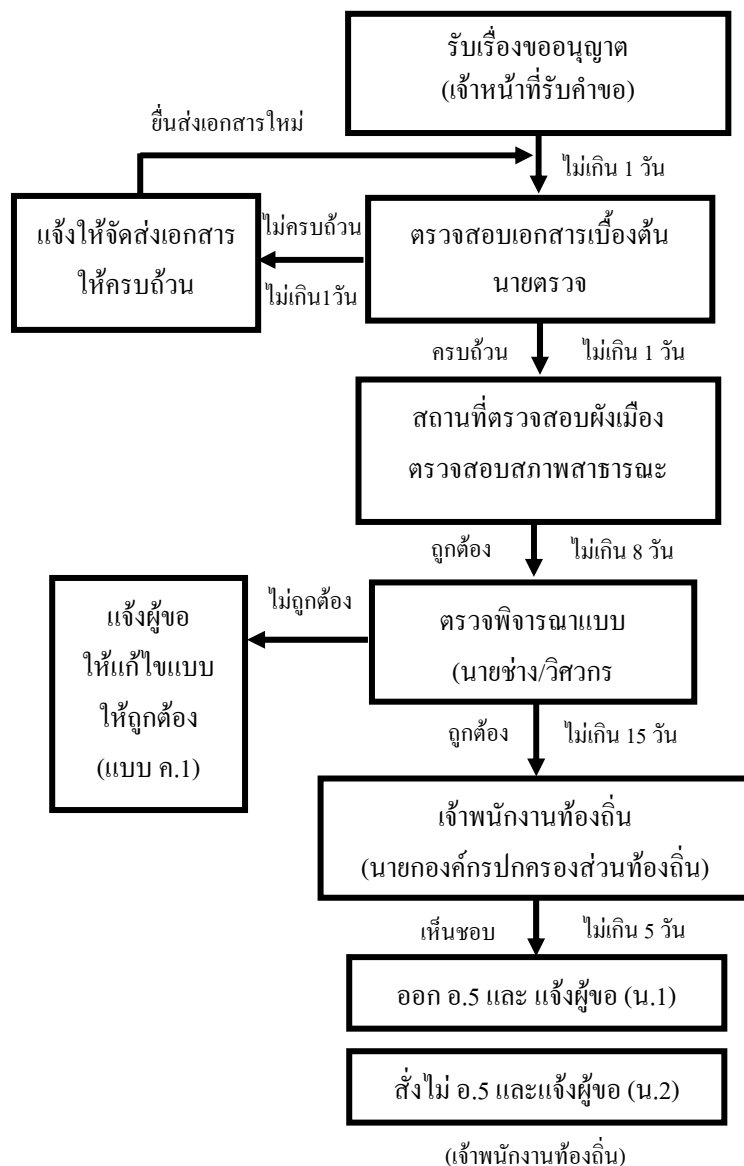 รับเรื่องขออนุญาต
(เจ้าหน้าที่รับคำขอ)
ยื่นส่งเอกสารใหม่
ไม่เกิน 1 วัน
แจ้งให้จัดส่งเอกสาร
ให้ครบถ้วน
ไม่ครบถ้วน
ไม่เกิน1วัน
ตรวจสอบเอกสารเบื้องต้น
นายตรวจ
ครบถ้วน
ไม่เกิน 1 วัน
สถานที่ตรวจสอบผังเมือง
ตรวจสอบสภาพสาธารณะ
ถูกต้อง
ไม่เกิน 8 วัน
แจ้งผู้ขอ
ให้แก้ไขแบบ
ให้ถูกต้อง
(แบบ ค.1)
ไม่ถูกต้อง
ตรวจพิจารณาแบบ
(นายช่าง/วิศวกร
ถูกต้อง
ไม่เกิน 15 วัน
เจ้าพนักงานท้องถิ่น
(นายกองค์กรปกครองส่วนท้องถิ่น)
เห็นชอบ
ไม่เกิน 5 วัน
ออก อ.5 และ แจ้งผู้ขอ (น.1)
สั่งไม่ อ.5 และแจ้งผู้ขอ (น.2)
(เจ้าพนักงานท้องถิ่น)